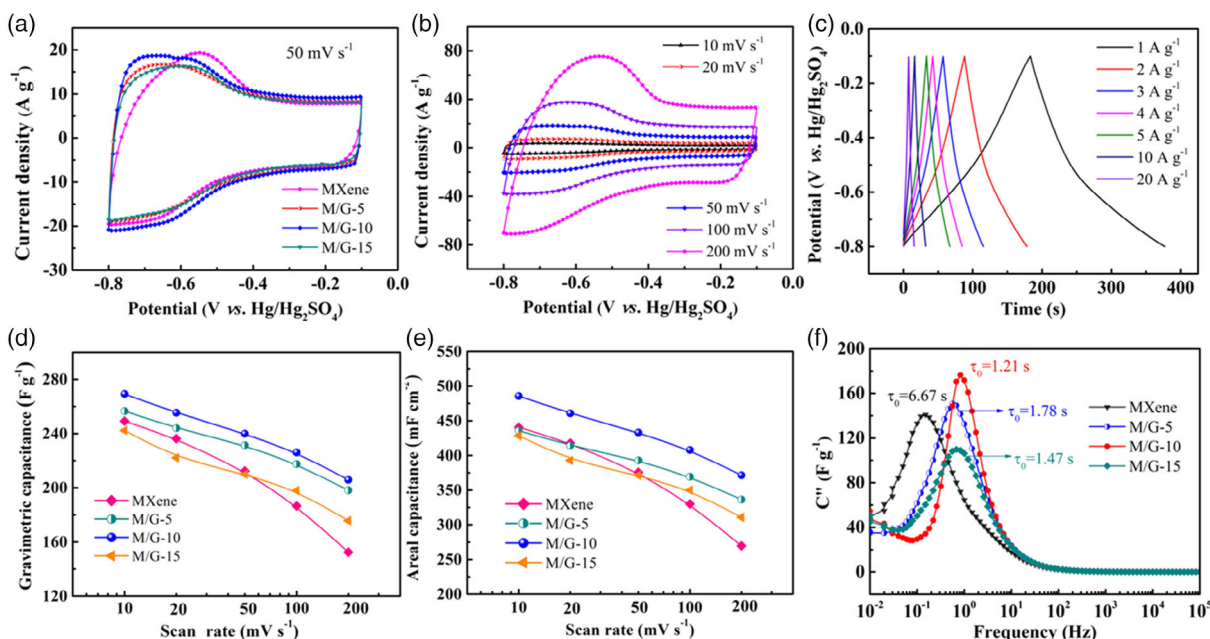 (a)
Current density (A g⁻¹)
30
20
10
0
-10
-20
-30
50 mV s⁻¹
MXene
M/G-5
M/G-10
M/G-15
-0.8
-0.6
-0.4
-0.2
0.0
Potential (V vs. Hg/Hg₂SO₄)
(b)
Current density (A g⁻¹)
80
40
0
-40
-80
10 mV s⁻¹
20 mV s⁻¹
50 mV s⁻¹
100 mV s⁻¹
200 mV s⁻¹
-0.8
-0.6
-0.4
-0.2
0.0
Potential (V vs. Hg/Hg₂SO₄)
(c)
Potential (V vs. Hg/Hg₂SO₄)
0.0
-0.2
-0.4
-0.6
-0.8
1 A g⁻¹
2 A g⁻¹
3 A g⁻¹
4 A g⁻¹
5 A g⁻¹
10 A g⁻¹
20 A g⁻¹
0
100
200
300
400
Time (s)
(d)
Gravimetric capacitance (F g⁻¹)
280
240
200
160
120
MXene
M/G-5
M/G-10
M/G-15
10
20
50
100
200
Scan rate (mV s⁻¹)
(e)
Areal capacitance (mF cm⁻²)
550
500
450
400
350
300
250
200
MXene
M/G-5
M/G-10
M/G-15
10
20
50
100
200
Scan rate (mV s⁻¹)
(f)
C'' (F g⁻¹)
200
160
120
80
40
0
τ₀=1.21 s
τ₀=6.67 s
τ₀=1.78 s
τ₀=1.47 s
MXene
M/G-5
M/G-10
M/G-15
10⁻²
10⁻¹
10⁰
10¹
10²
10³
10⁴
10⁵
Frequency (Hz)